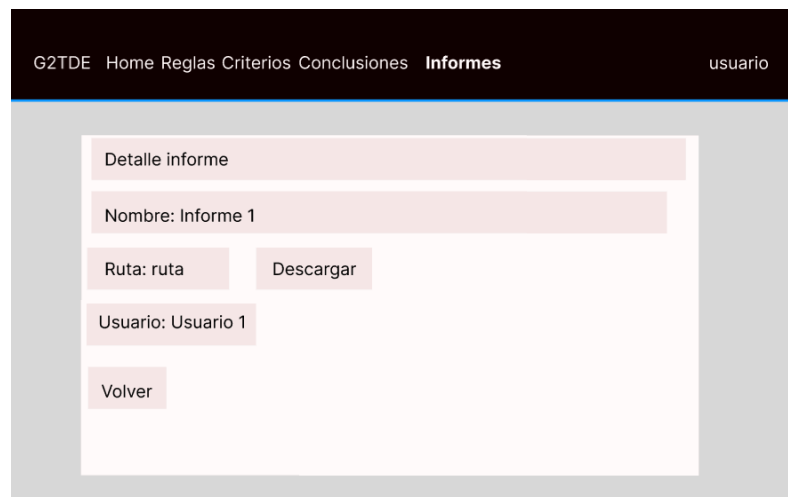 G2TDE Home Reglas Criterios Conclusiones Informes usuario
Detalle informe
Nombre: Informe 1
Ruta: ruta Descargar
Usuario: Usuario 1
Volver